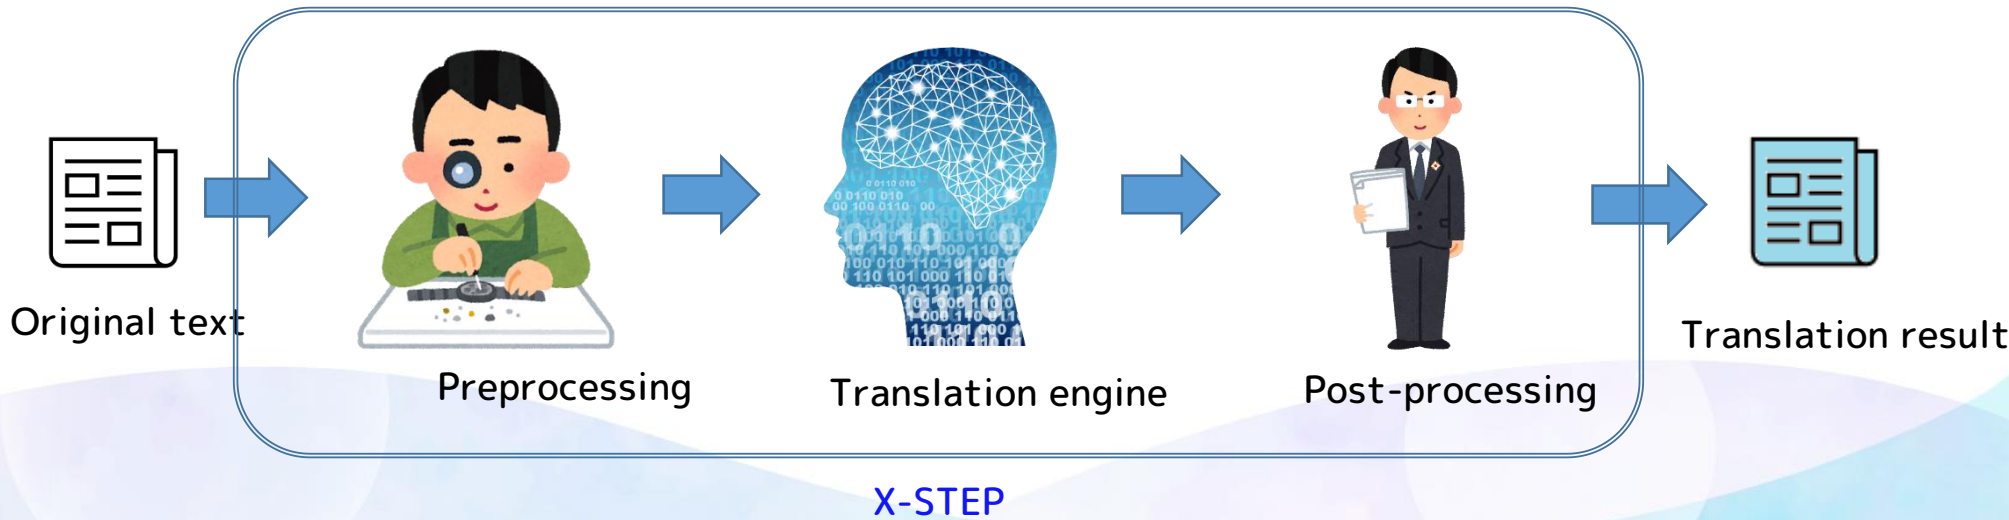 Original text
Preprocessing
Translation engine
Post-processing
Translation result
X-STEP